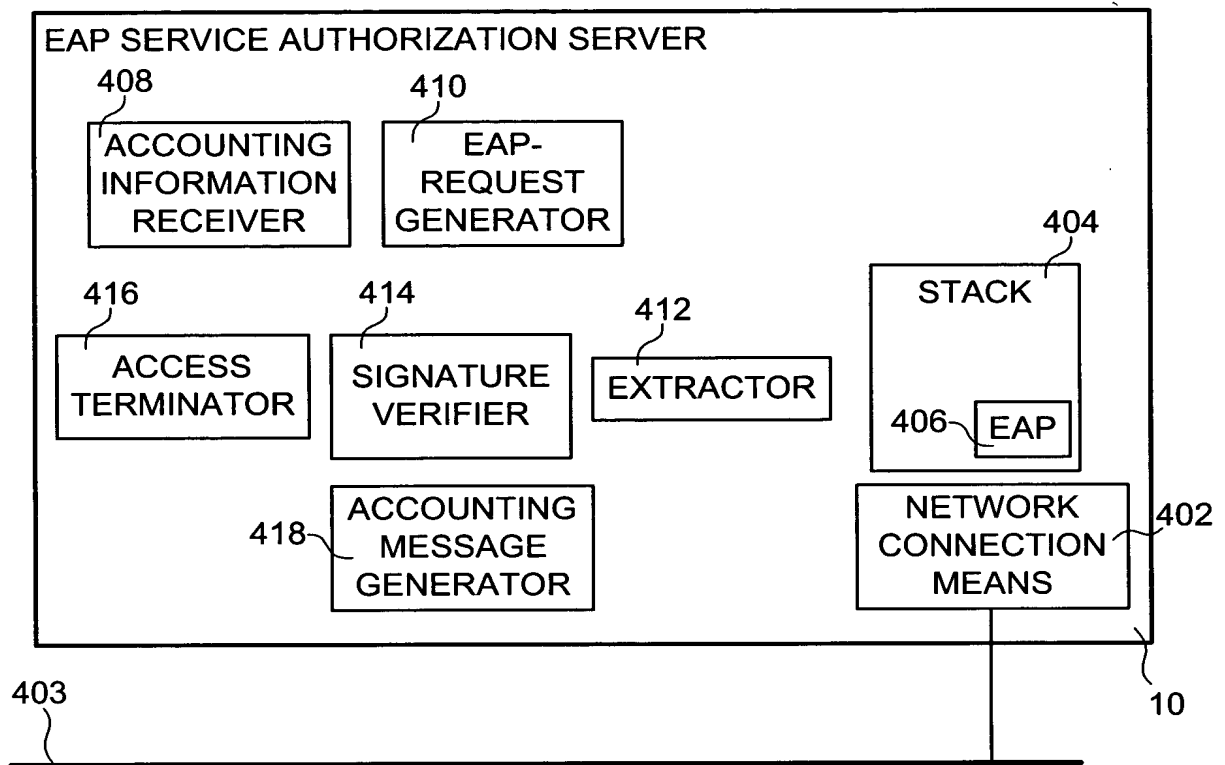 EAP SERVICE AUTHORIZATION SERVER
408
410
ACCOUNTING
INFORMATION
RECEIVER
EAP-
REQUEST
GENERATOR
404
STACK
416
414
412
ACCESS
TERMINATOR
SIGNATURE
VERIFIER
EXTRACTOR
406
EAP
418
ACCOUNTING
MESSAGE
GENERATOR
NETWORK
CONNECTION
MEANS
402
403
10